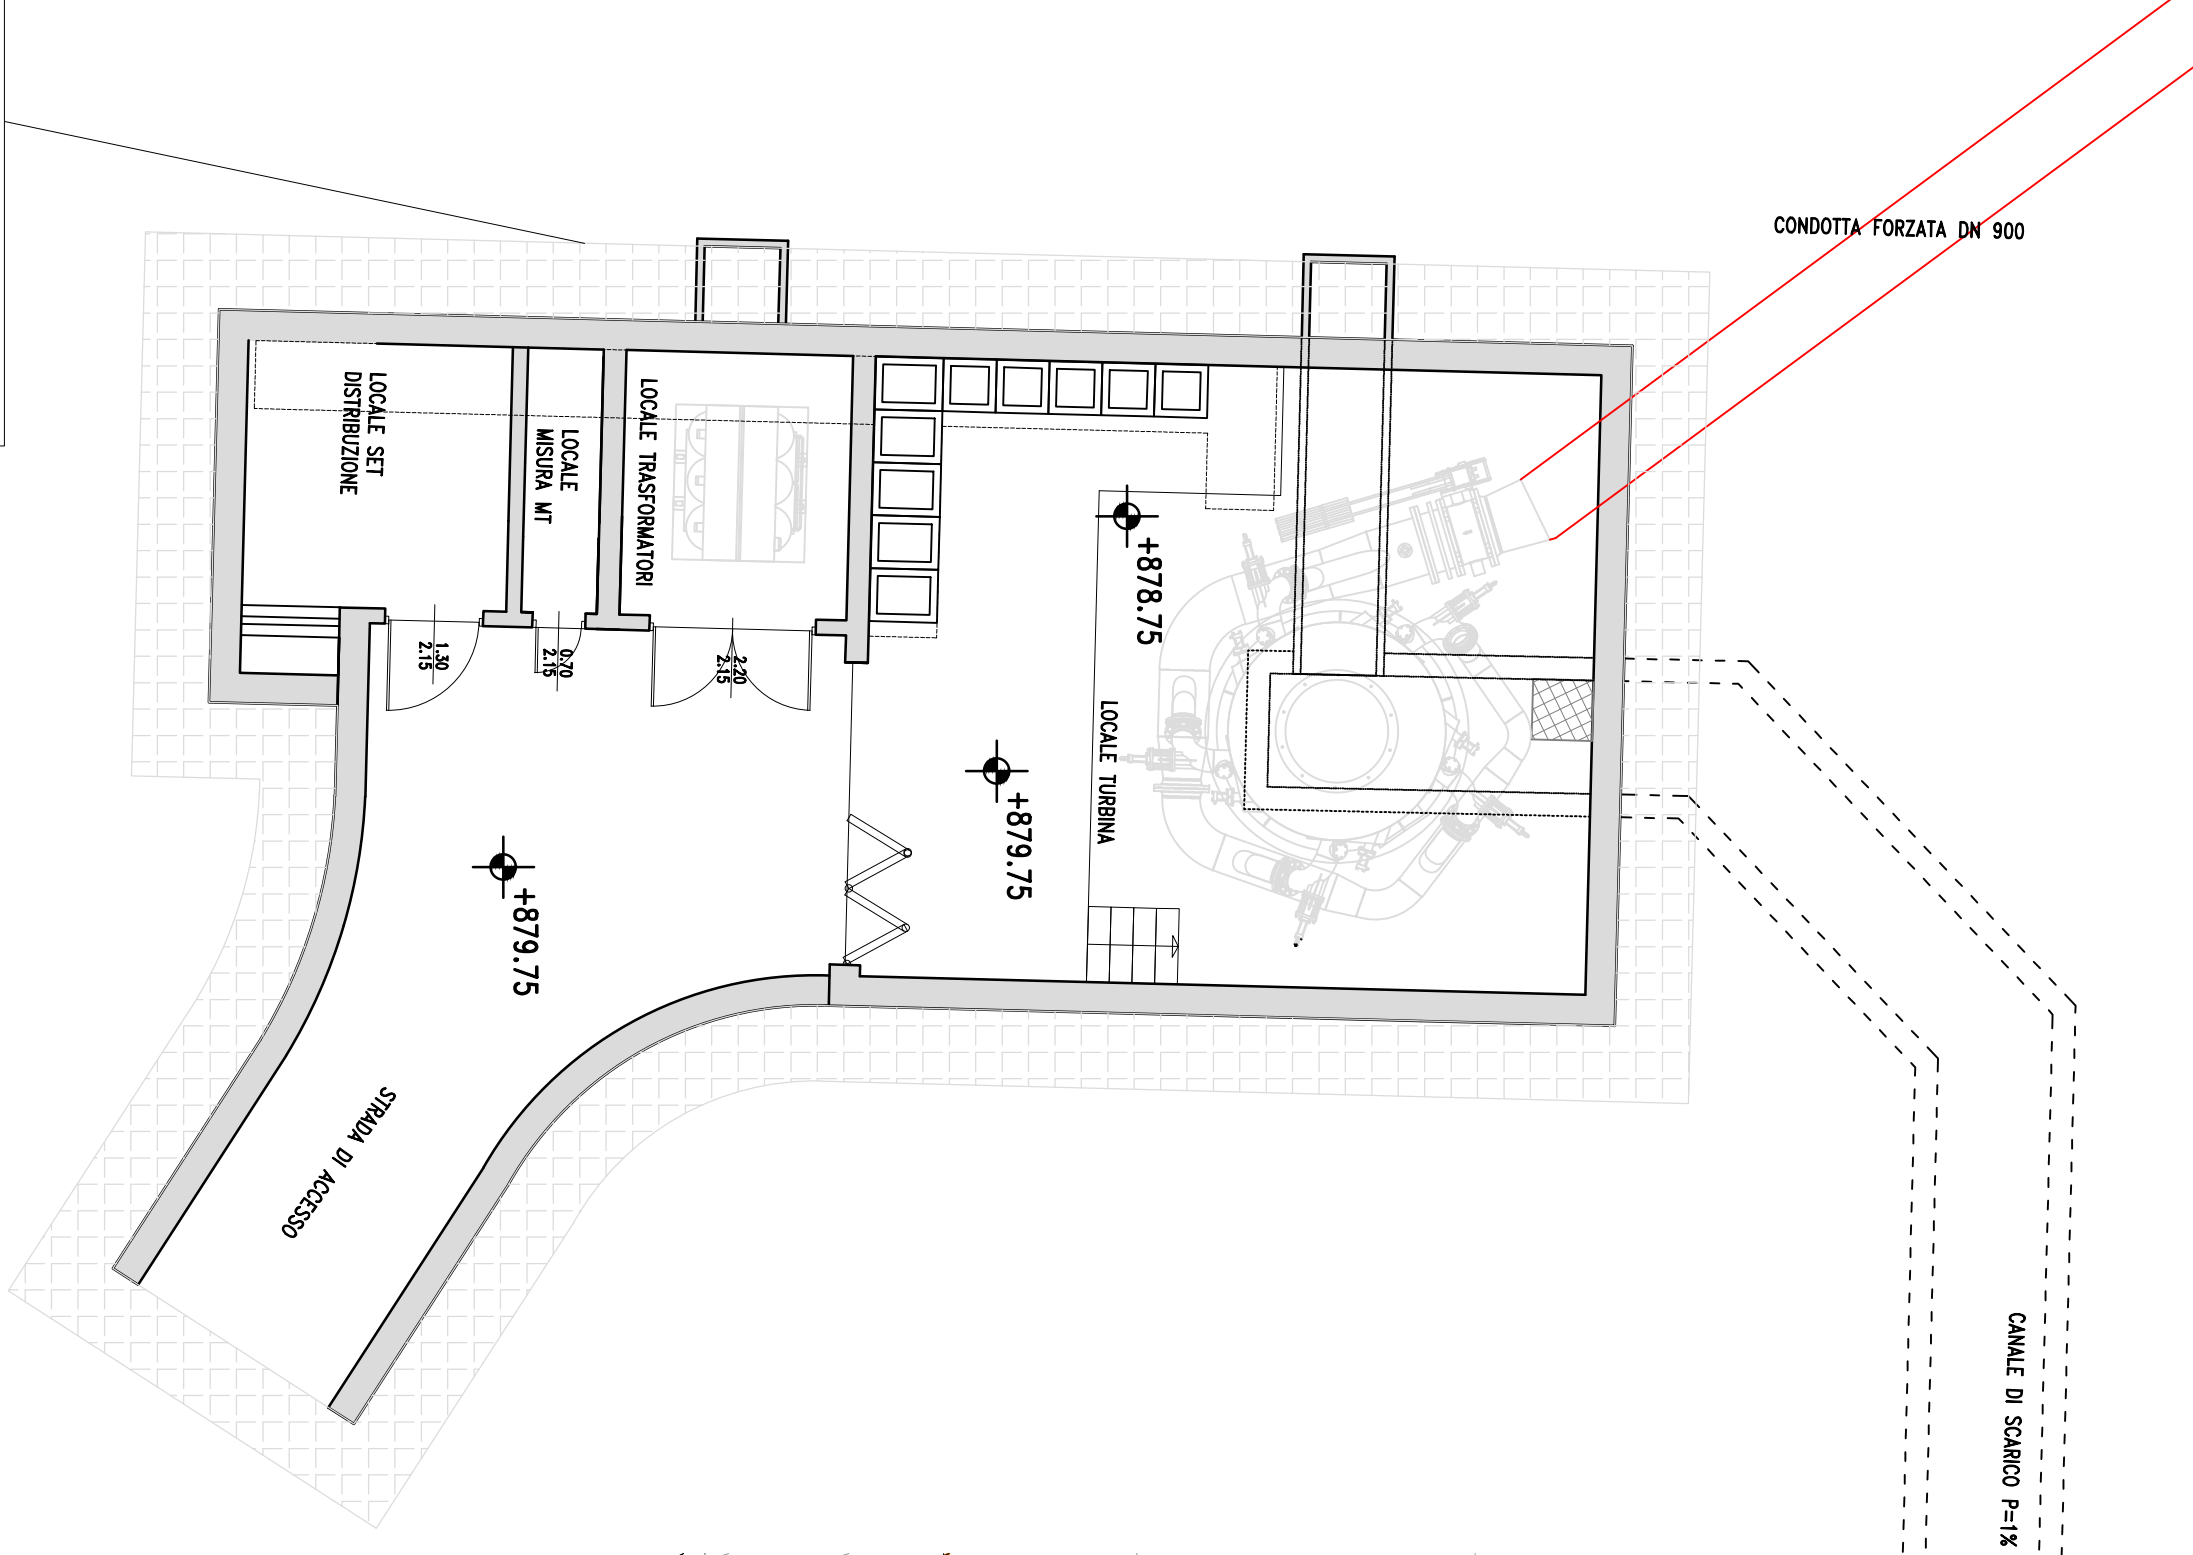 CONDOTTA FORZATA DN 900
LOCALE SET
DISTRIBUZIONE
LOCALE
MISURA MT
LOCALE TRASFORMATORI
+878.75
1.30
2.15
0.70
2.15
2.20
2.15
LOCALE TURBINA
+879.75
+879.75
STRADA DI ACCESSO
CANALE DI SCARICO P=1%